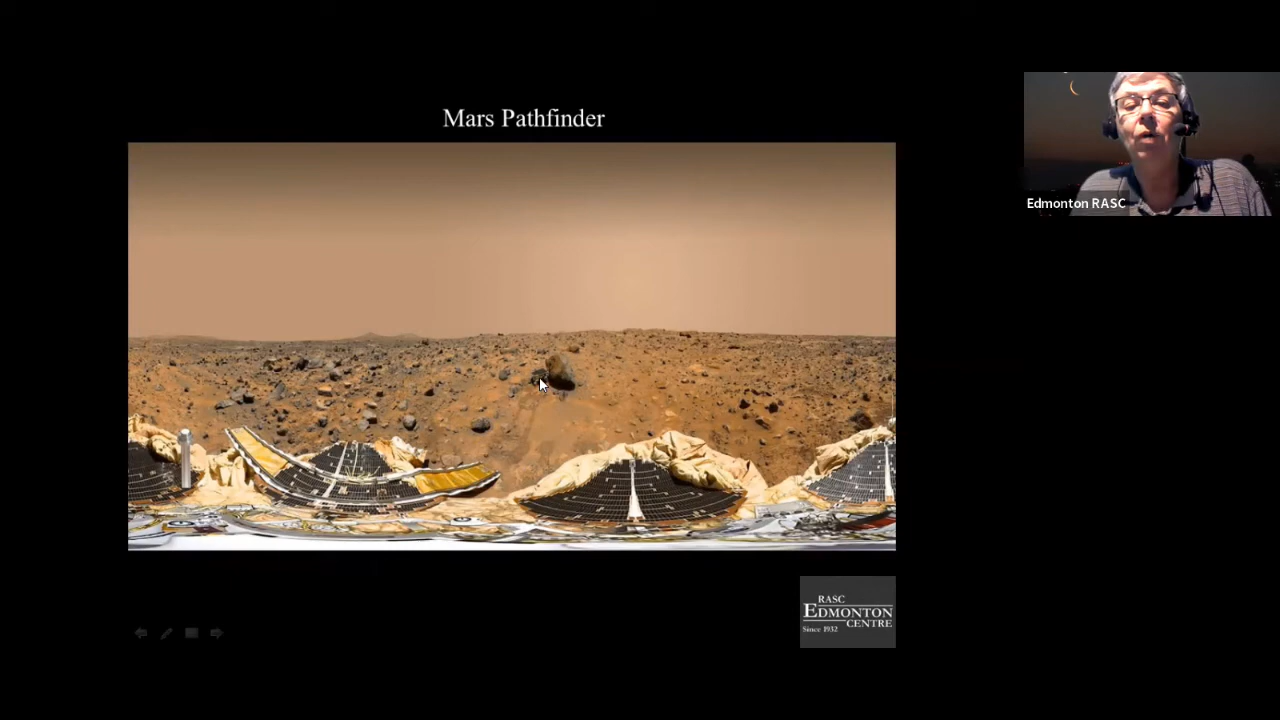 Mars Pathfinder
Edmonton RASC
RASC
EDMONTON
CENTRE
Since 1932